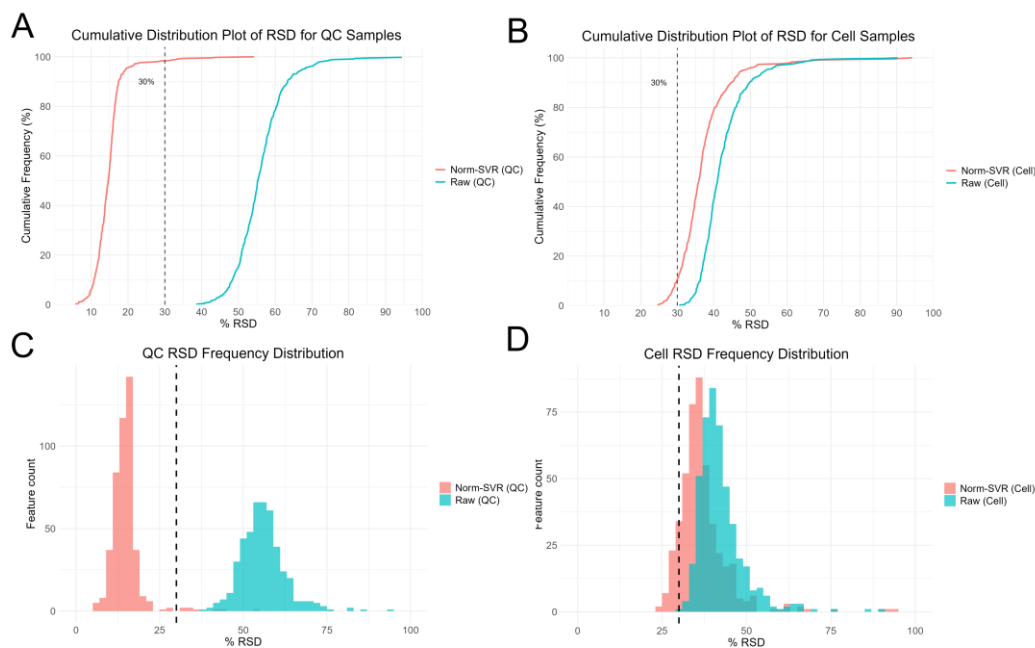 A
Cumulative Distribution Plot of RSD for QC Samples
Cumulative Frequency (%)
100
80
60
40
20
0
30%
10 20 30 40 50 60 70 80 90 100
% RSD
Norm-SVR (QC)
Raw (QC)
B
Cumulative Distribution Plot of RSD for Cell Samples
Cumulative Frequency (%)
100
80
60
40
20
0
30%
10 20 30 40 50 60 70 80 90 100
% RSD
Norm-SVR (Cell)
Raw (Cell)
C
QC RSD Frequency Distribution
Feature count
100
50
0
0 25 50 75 100
% RSD
Norm-SVR (QC)
Raw (QC)
D
Cell RSD Frequency Distribution
Feature count
75
50
25
0
0 25 50 75 100
% RSD
Norm-SVR (Cell)
Raw (Cell)